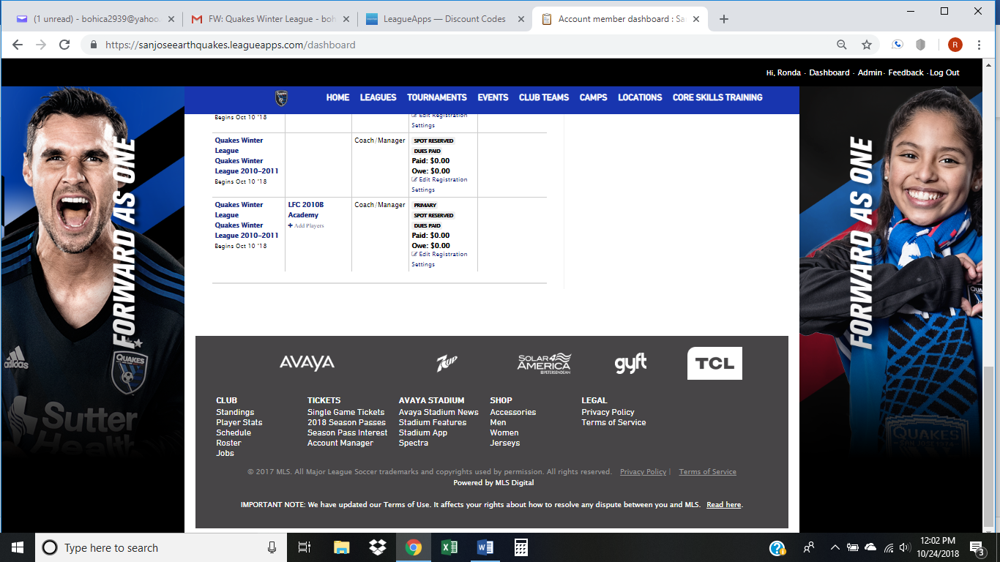 (1 unread) - bohica2939@yahoo.
FW: Quakes Winter League - boh
LeagueApps — Discount Codes
Account member dashboard : Sa
https://sanjoseearthquakes.leagueapps.com/dashboard
R
Hi, Ronda - Dashboard - Admin - Feedback - Log Out
QUAKES
HOME LEAGUES TOURNAMENTS EVENTS CLUB TEAMS CAMPS LOCATIONS CORE SKILLS TRAINING
Begins Oct 10 '18
Edit Registration
Settings
Quakes Winter
League
Quakes Winter
League 2010-2011
Begins Oct 10 '18
Coach/Manager
SPOT RESERVED
DUES PAID
Paid: $0.00
Owe: $0.00
Edit Registration
Settings
Quakes Winter
League
Quakes Winter
League 2010-2011
Begins Oct 10 '18
LFC 2010B
Academy
+ Add Players
Coach/Manager
PRIMARY
SPOT RESERVED
DUES PAID
Paid: $0.00
Owe: $0.00
Edit Registration
Settings
FORWARD AS ONE
adidas
QUAKES
Sutter
Health
FORWARD AS ONE
QUAKES
AVAYA
7UP
SOLAR4
AMERICA
BY PETERSENDEAN
gyft
TCL
CLUB
Standings
Player Stats
Schedule
Roster
Jobs
TICKETS
Single Game Tickets
2018 Season Passes
Season Pass Interest
Account Manager
AVAYA STADIUM
Avaya Stadium News
Stadium Features
Stadium App
Spectra
SHOP
Accessories
Men
Women
Jerseys
LEGAL
Privacy Policy
Terms of Service
© 2017 MLS. All Major League Soccer trademarks and copyrights used by permission. All rights reserved. Privacy Policy | Terms of Service
Powered by MLS Digital
IMPORTANT NOTE: We have updated our Terms of Use. It affects your rights about how to resolve any dispute between you and MLS. Read here.
Type here to search
12:02 PM
10/24/2018
3